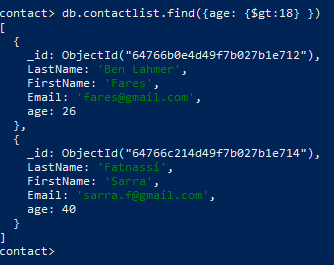 contact> db.contactlist.find({age: {$gt:18} })
[
  {
    _id: ObjectId("64766b0e4d49f7b027b1e712"),
    LastName: 'Ben Lahmer',
    FirstName: 'Fares',
    Email: 'fares@gmail.com',
    age: 26
  },
  {
    _id: ObjectId("64766c214d49f7b027b1e714"),
    LastName: 'Fatnassi',
    FirstName: 'Sarra',
    Email: 'sarra.f@gmail.com',
    age: 40
  }
]
contact>